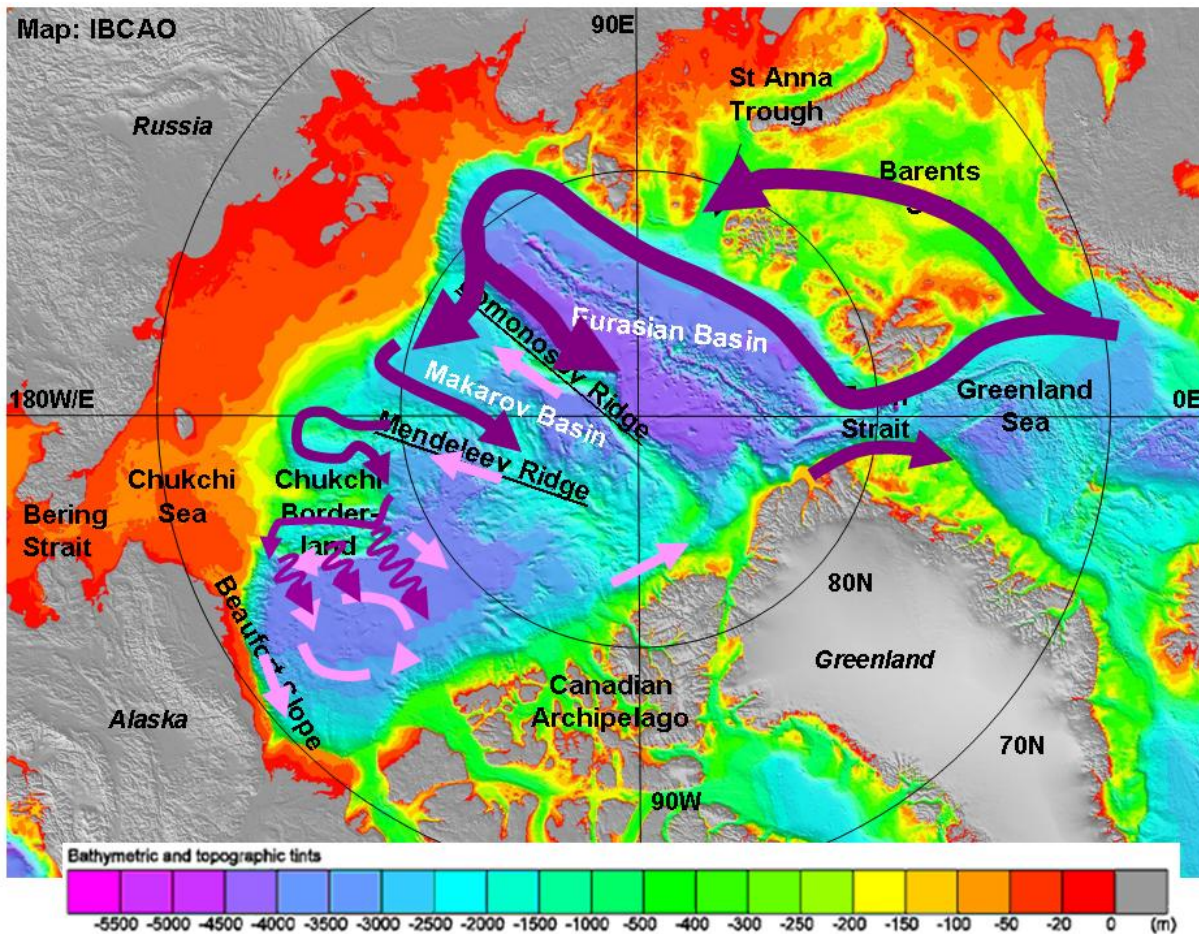 Map: IBCAO
90E
St Anna
Trough
Russia
Barents
Eurasian Basin
Lomonosov Ridge
Makarov Basin
180W/E
Greenland
Sea
0E
Strait
Mendeleev Ridge
Chukchi
Sea
Chukchi
Border-
land
Bering
Strait
Beaufort Slope
80N
Greenland
Canadian
Archipelago
Alaska
70N
90W
Bathymetric and topographic tints
-5500 -5000 -4500 -4000 -3500 -3000 -2500 -2000 -1500 -1000 -500 -400 -300 -250 -200 -150 -100 -50 -20 0 (m)